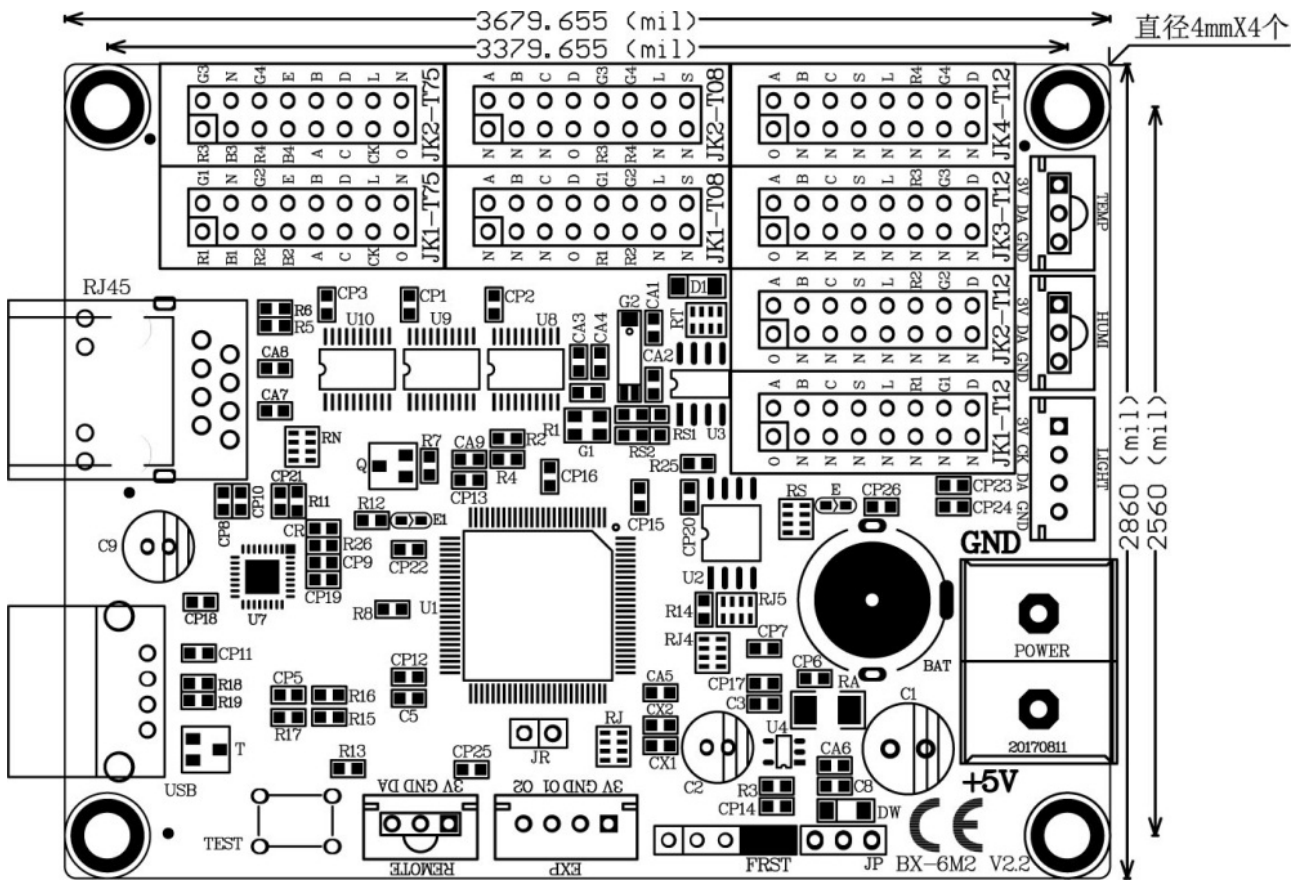 3679.655 (mil)
3379.655 (mil)
直径4mmX4个
2860 (mil)
2560 (mil)
R3 B3 R4 B4 A C CK O
G3 N G4 E B D L N
JK2-T75
N N N O R3 R4 N N
A B C D G3 G4 L S
JK2-T08
O N N N N N N N
A B C S L R4 G4 D
JK4-T12
R1 B1 R2 B2 A C CK O
G1 N G2 E B D L N
JK1-T75
N N N O R1 R2 N N
A B C D G1 G2 L S
JK1-T08
O N N N N N N N
A B C S L R3 G3 D
JK3-T12
3V DA GND
TEMP
O N N N N N N N
A B C S L R2 G2 D
JK2-T12
3V DA GND
HUMI
O N N N N N N N
A B C S L R1 G1 D
JK1-T12
3V CK DA GND
LIGHT
RJ45
R6
R5
CA8
CA7
RN
CP3
U10
CP1
U9
CP2
U8
CA3
CA4
G2
CA1
CA2
D1
RT
RS1
U3
R1
G1
RS2
R25
Q
R7
CA9
CP13
R2
R4
CP16
CP15
CP20
U2
RS
E
CP26
CP23
CP24
CP8
CP10
CP21
R11
R12
E1
C9
CR
R26
CP9
CP19
CP22
U7
CP18
R8
U1
R14
RJ5
RJ4
CP7
BAT
GND
POWER
20170811
+5V
CP11
R18
R19
CP5
R17
R16
R15
CP12
C5
CA5
CX2
CX1
CP17
C3
CP6
RA
C1
T
USB
R13
CP25
JR
RJ
C2
U4
CA6
C8
R3
CP14
DW
TEST
3V GND DA
REMOTE
3V GND O1 O2
EXP
FRST
JP
CE
BX-6M2 V2.2